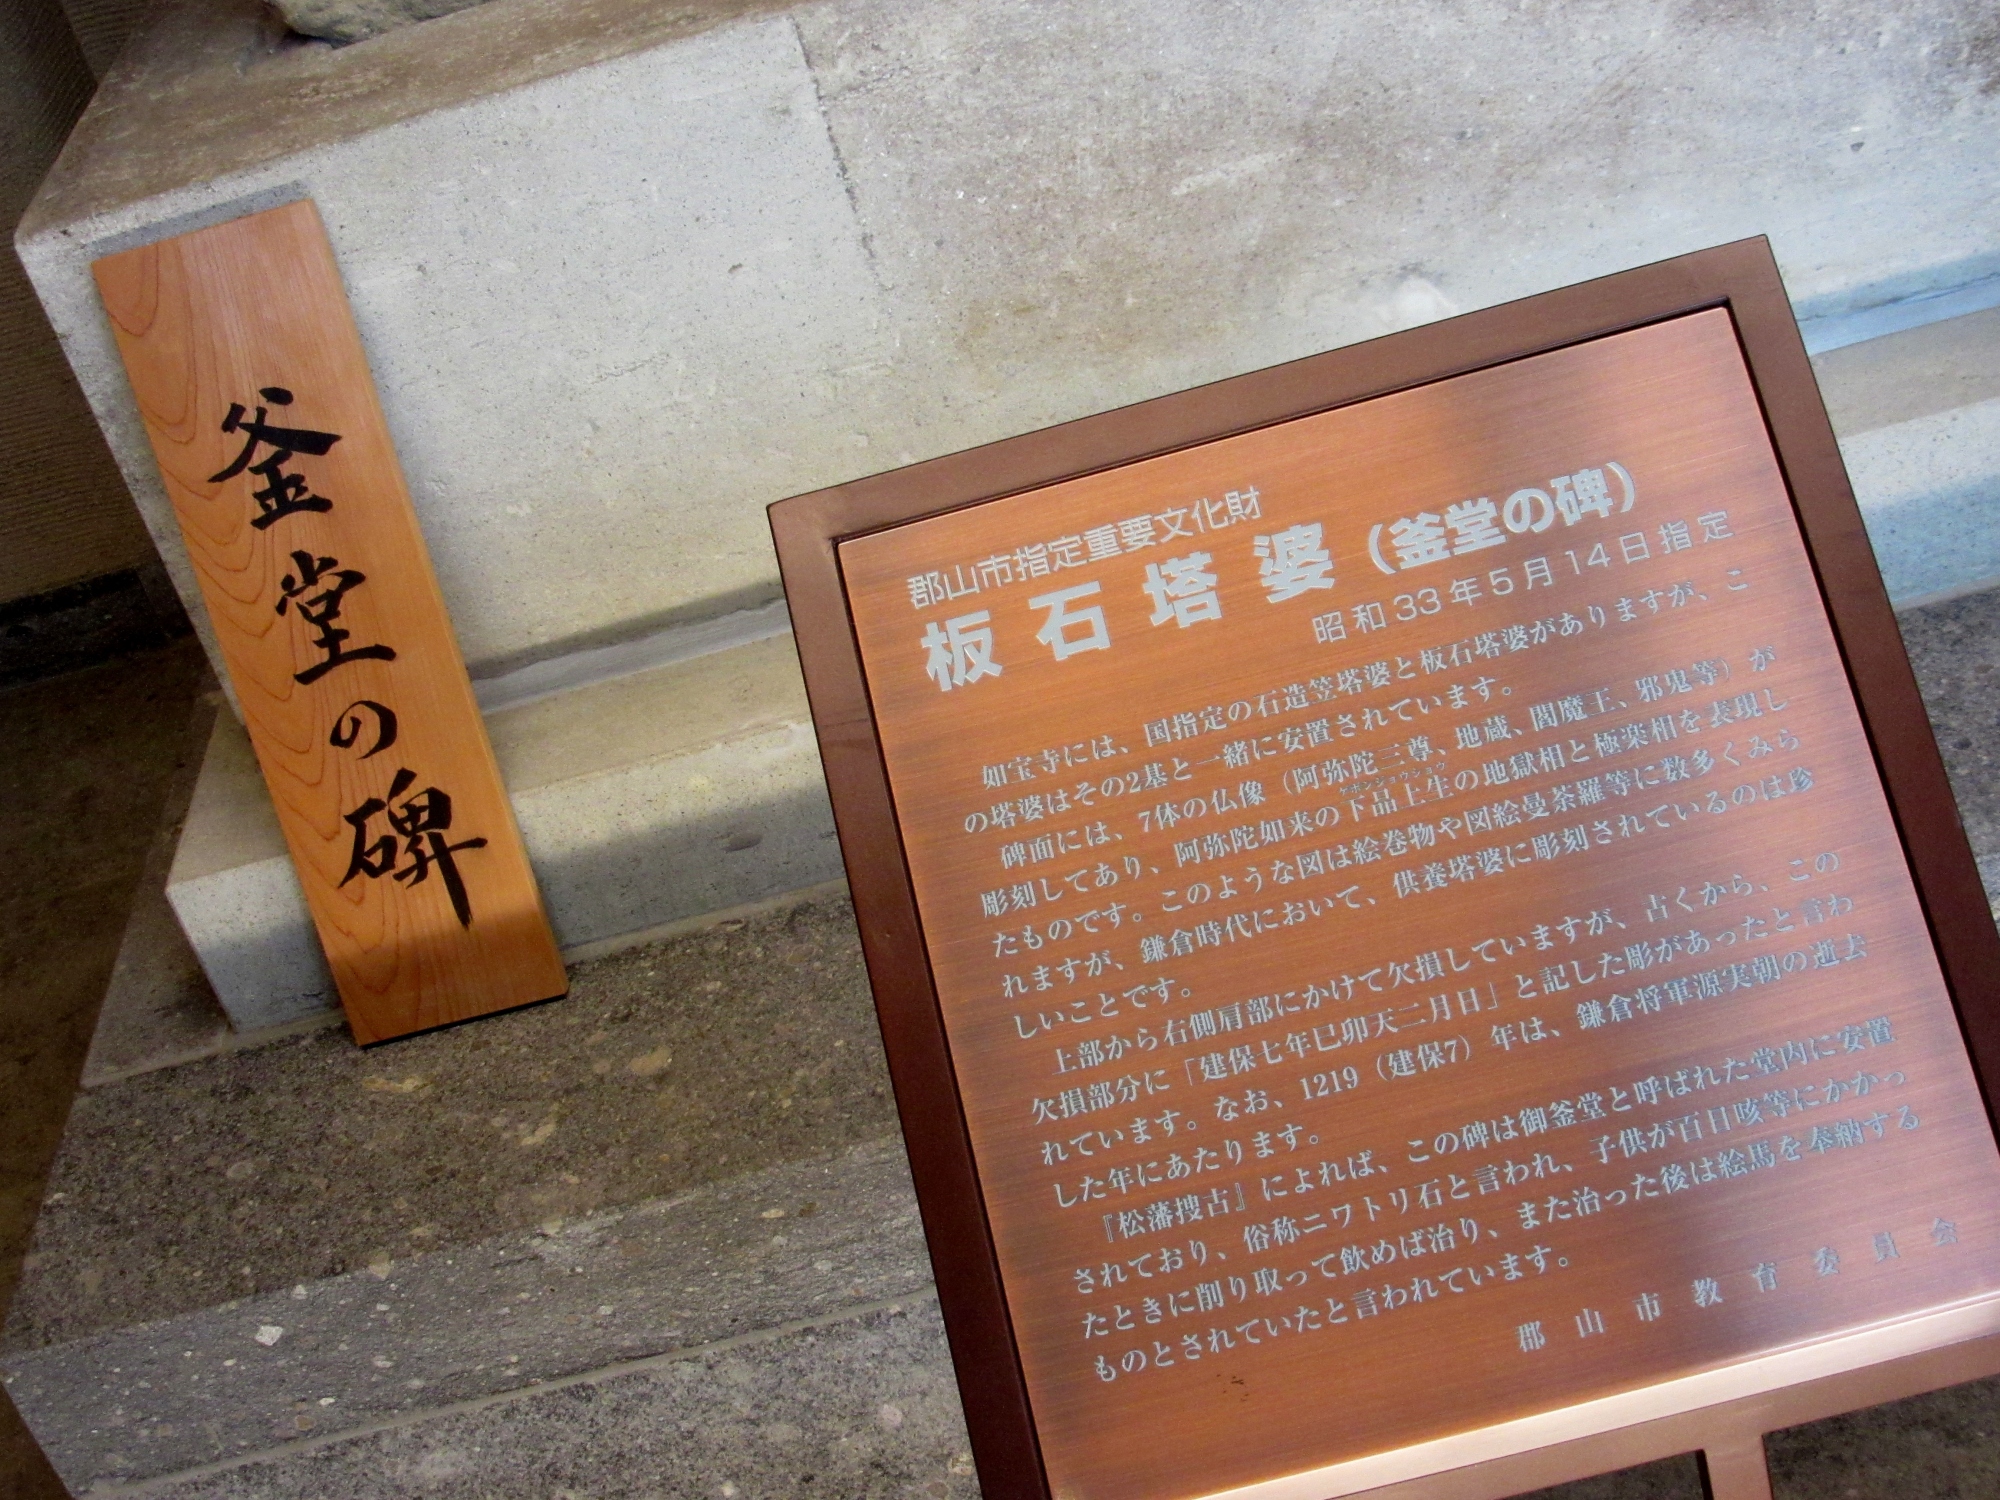 釜堂の碑
郡山市指定重要文化財
板石塔婆(釜堂の碑)
昭和33年5月14日指定
如宝寺には、国指定の石造笠塔婆と板石塔婆がありますが、こ
の塔婆はその2基と一緒に安置されています。
碑面には、7体の仏像(阿弥陀三尊、地蔵、閻魔王、邪鬼等)が
彫刻してあり、阿弥陀如来の下品上生の地獄相と極楽相を表現し
たものです。このような図は絵巻物や図絵曼荼羅等に数多くみら
れますが、鎌倉時代において、供養塔婆に彫刻されているのは珍
しいことです。
上部から右側肩部にかけて欠損していますが、古くから、この
欠損部分に「建保七年巳卯天二月日」と記した彫があったと言わ
れています。なお、1219(建保7)年は、鎌倉将軍源実朝の逝去
した年にあたります。
『松藩捜古』によれば、この碑は御釜堂と呼ばれた堂内に安置
されており、俗称ニワトリ石と言われ、子供が百日咳等にかかっ
たときに削り取って飲めば治り、また治った後は絵馬を奉納する
ものとされていたと言われています。
郡山市教育委員会